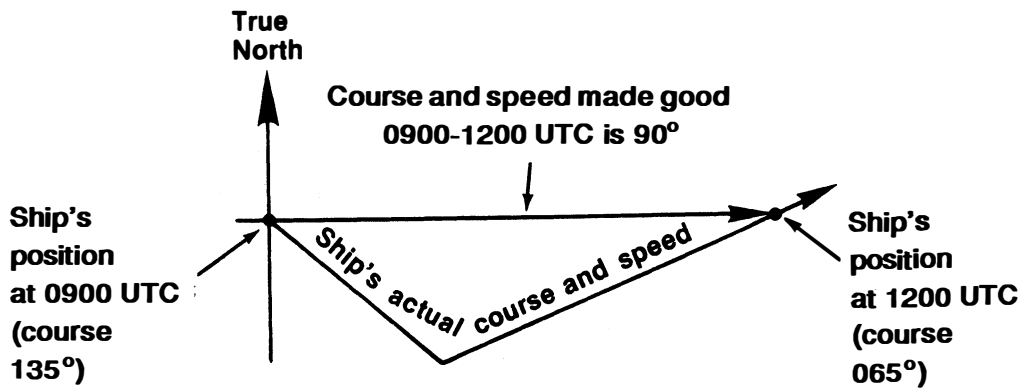 True
North
Course and speed made good
0900-1200 UTC is 90°
Ship's
position
at 0900 UTC
(course
135°)
Ship's actual course and speed
Ship's
position
at 1200 UTC
(course
065°)